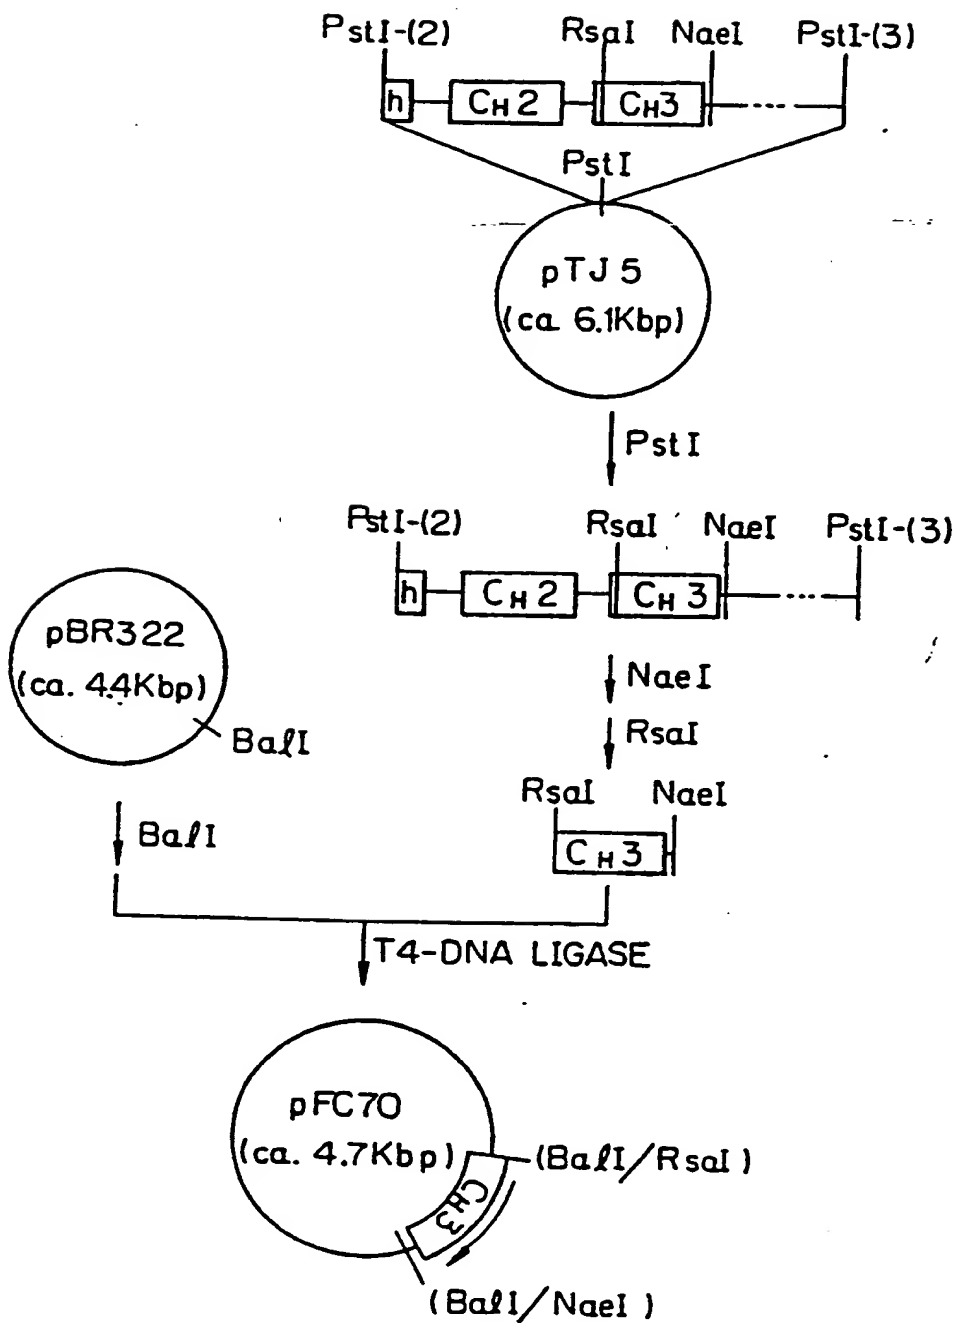 PstI-(2) RsaI NaeI PstI-(3)
h CH2 CH3
PstI
pTJ5
(ca. 6.1Kbp)
PstI
PstI-(2) RsaI NaeI PstI-(3)
h CH2 CH3
pBR322
(ca. 4.4Kbp)
BalI
NaeI
RsaI
RsaI NaeI
BalI
CH3
T4-DNA LIGASE
pFC70
(ca. 4.7Kbp)
(BalI/RsaI)
CH3
(BalI/NaeI)